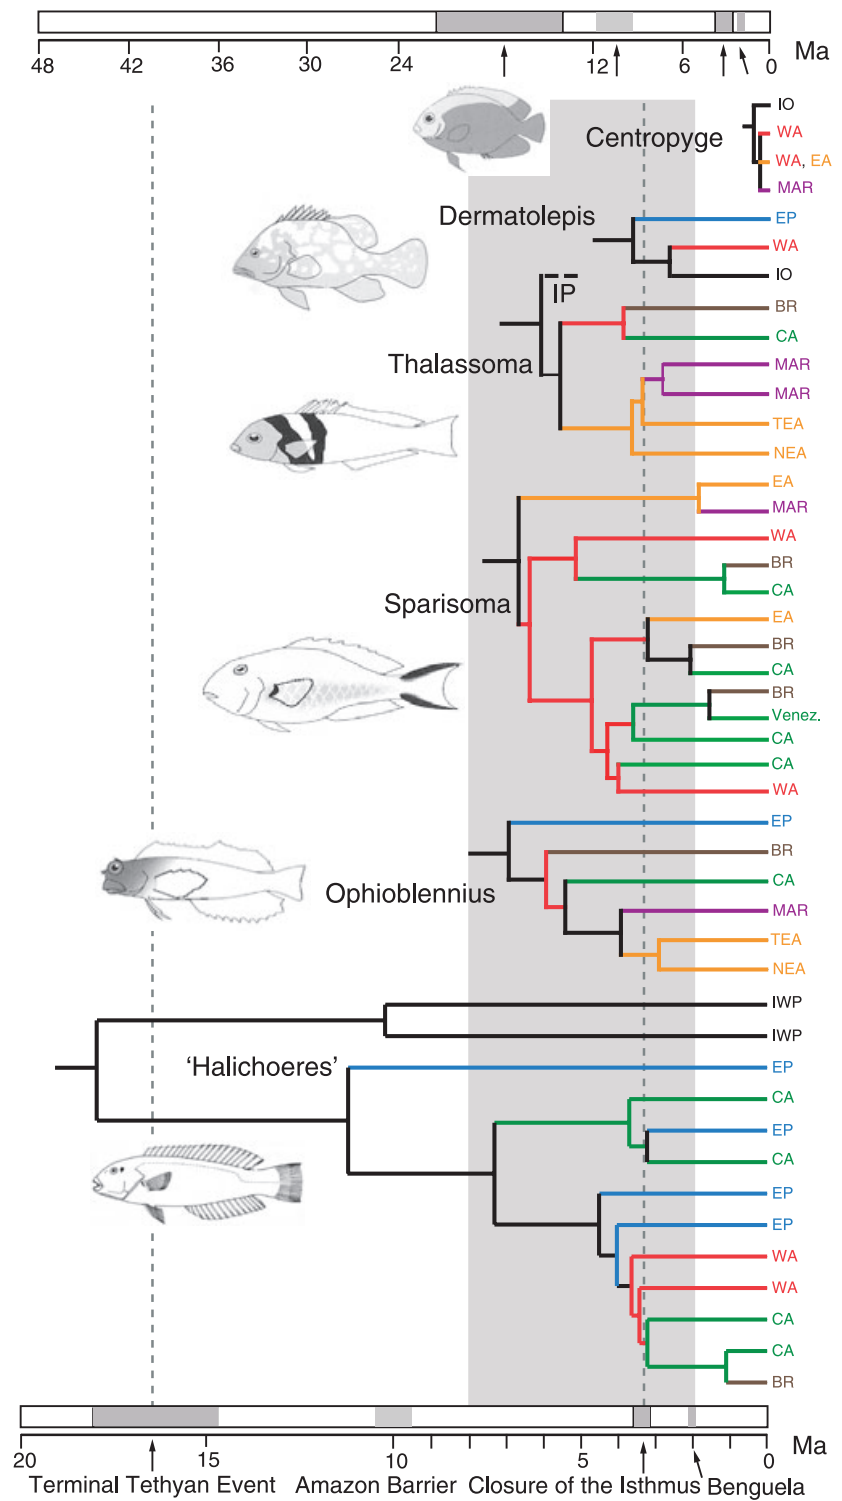 48 42 36 30 24 12 6 0 Ma
Centropyge
IO
WA
WA, EA
MAR
Dermatolepis
EP
WA
IO
IP
Thalassoma
BR
CA
MAR
MAR
TEA
NEA
Sparisoma
EA
MAR
WA
BR
CA
EA
BR
CA
BR
Venez.
CA
CA
WA
Ophioblennius
EP
BR
CA
MAR
TEA
NEA
'Halichoeres'
IWP
IWP
EP
CA
EP
CA
EP
EP
WA
WA
CA
CA
BR
20 15 10 5 0 Ma
Terminal Tethyan Event Amazon Barrier Closure of the Isthmus Benguela